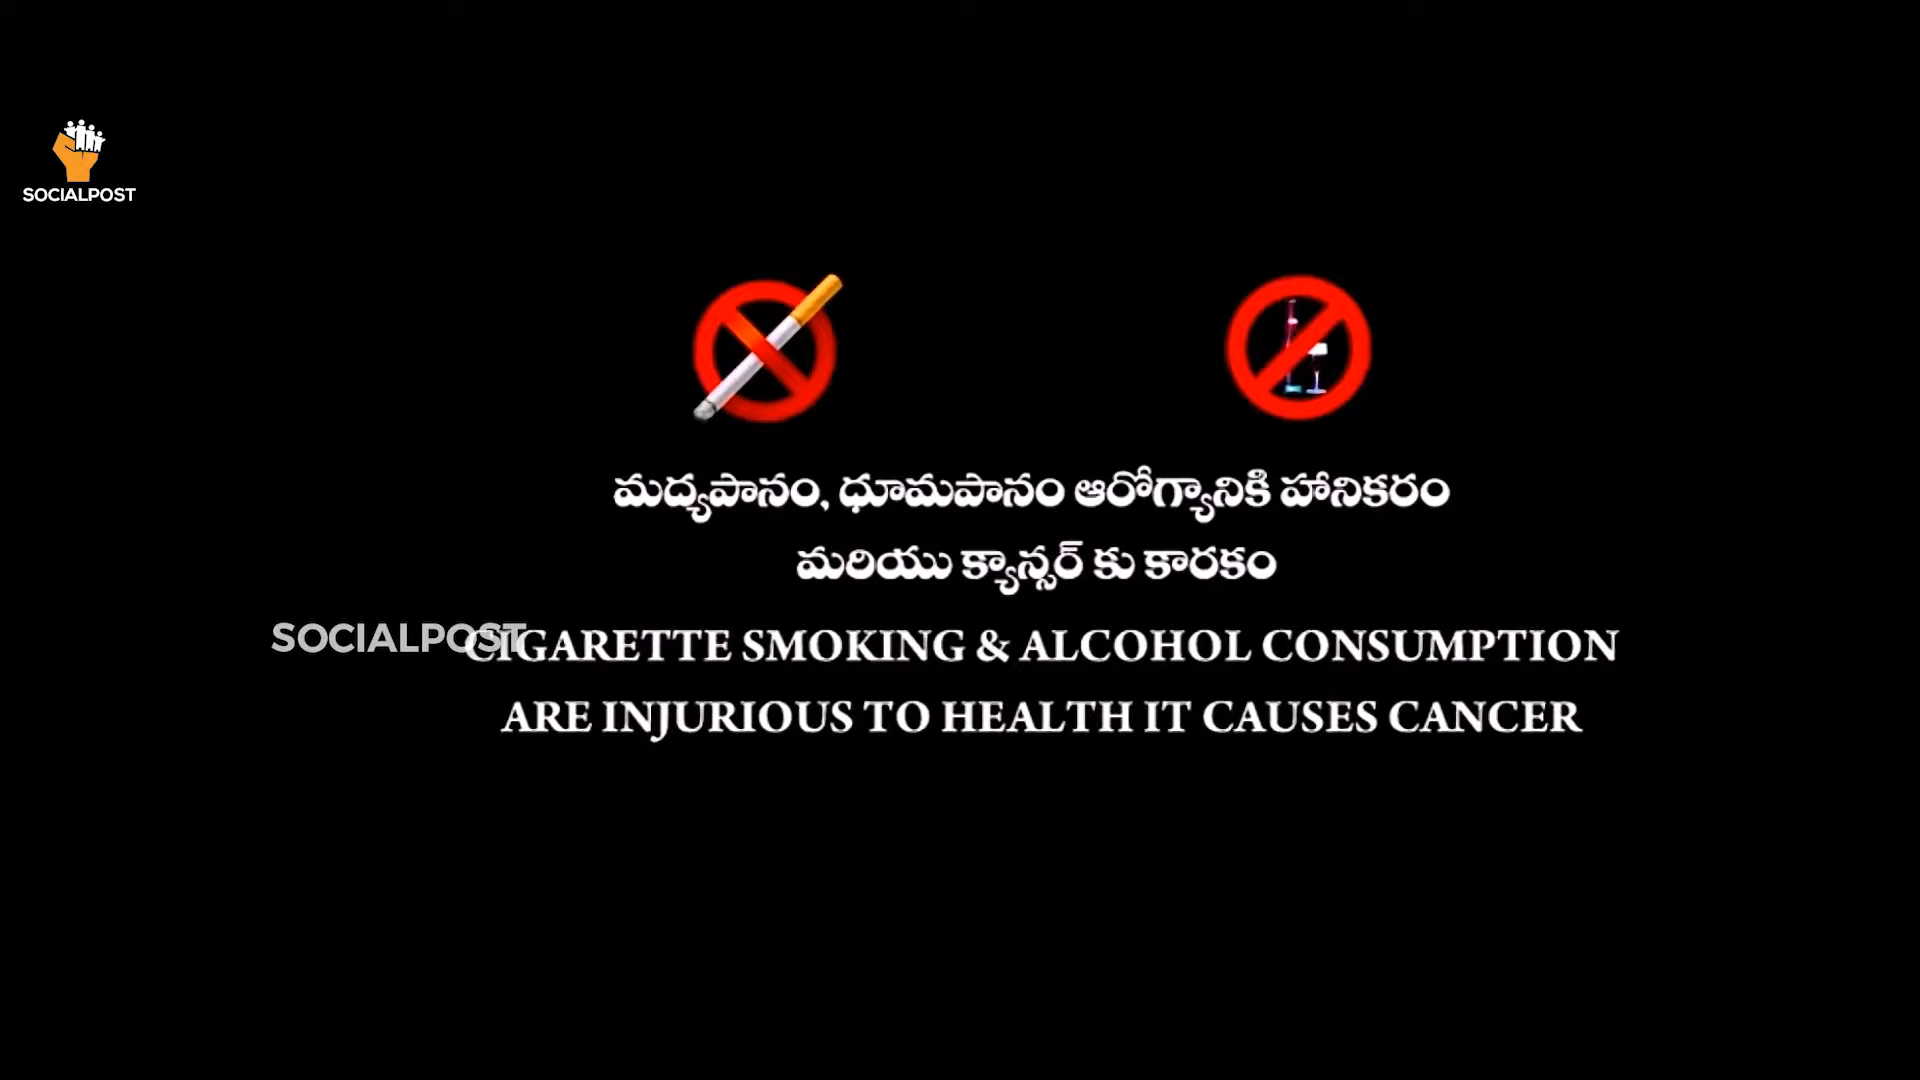 SOCIALPOST
మద్యపానం, ధూమపానం ఆరోగ్యానికి హానికరం
మరియు క్యాన్సర్ కు కారకం
SOCIALPOST
CIGARETTE SMOKING & ALCOHOL CONSUMPTION
ARE INJURIOUS TO HEALTH IT CAUSES CANCER